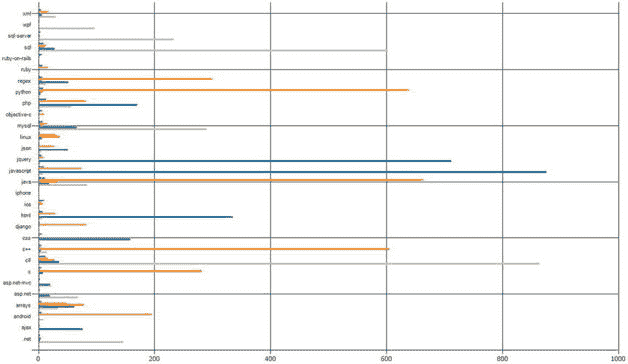 xml
wpf
sql-server
sql
ruby-on-rails
ruby
regex
python
php
objective-c
mysql
linux
json
jquery
javascript
java
iphone
ios
html
django
css
c++
c#
c
asp.net-mvc
asp.net
arrays
android
ajax
.net
0 200 400 600 800 1000